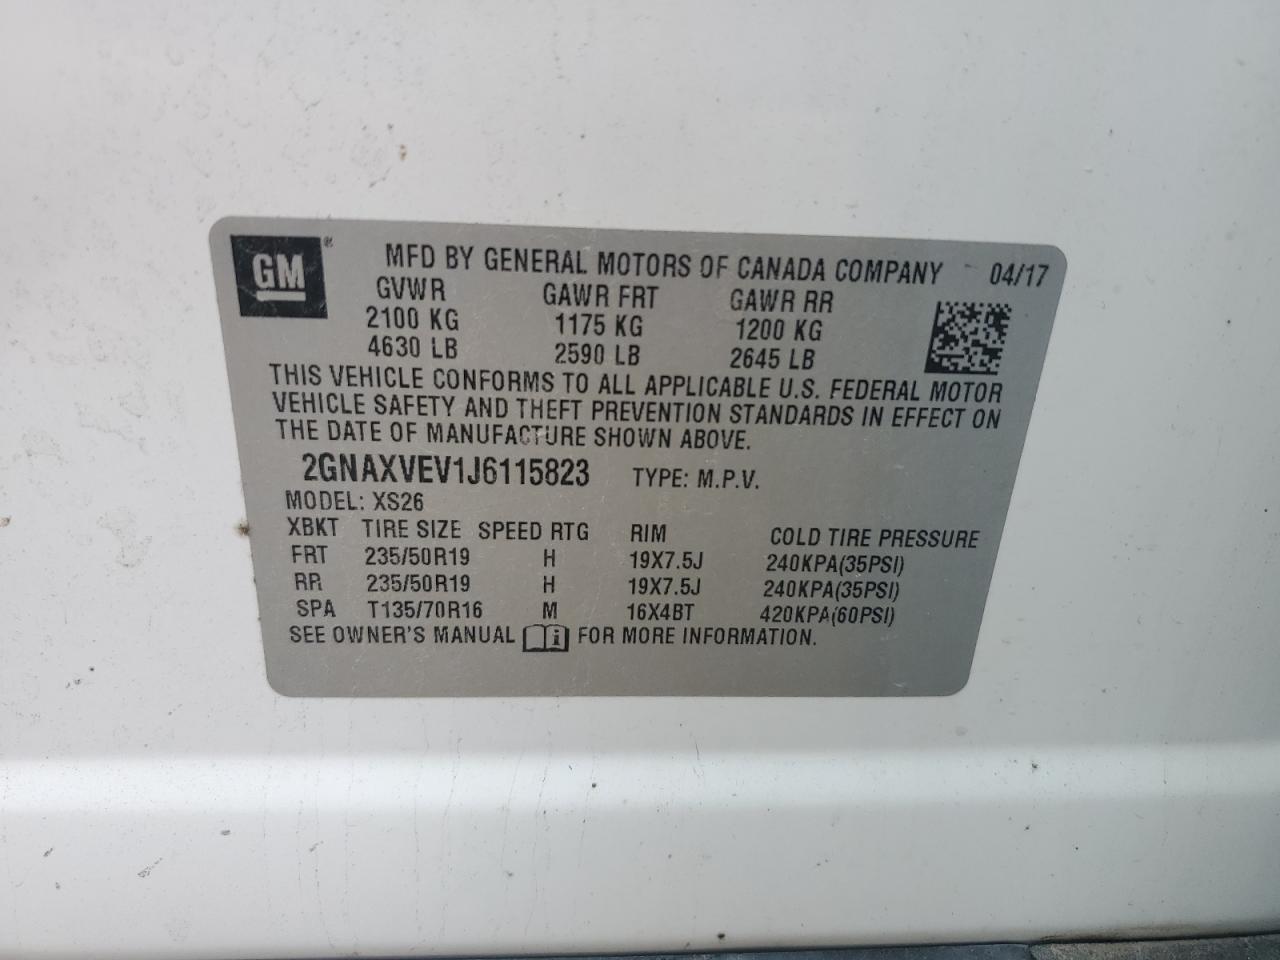 GM ® MFD BY GENERAL MOTORS OF CANADA COMPANY 04/17
GVWR GAWR FRT GAWR RR
2100 KG 1175 KG 1200 KG
4630 LB 2590 LB 2645 LB
THIS VEHICLE CONFORMS TO ALL APPLICABLE U.S. FEDERAL MOTOR
VEHICLE SAFETY AND THEFT PREVENTION STANDARDS IN EFFECT ON
THE DATE OF MANUFACTURE SHOWN ABOVE.
2GNAXVEV1J6115823 TYPE: M.P.V.
MODEL: XS26
XBKT TIRE SIZE SPEED RTG RIM COLD TIRE PRESSURE
FRT 235/50R19 H 19X7.5J 240KPA(35PSI)
RR 235/50R19 H 19X7.5J 240KPA(35PSI)
SPA T135/70R16 M 16X4BT 420KPA(60PSI)
SEE OWNER'S MANUAL i FOR MORE INFORMATION.